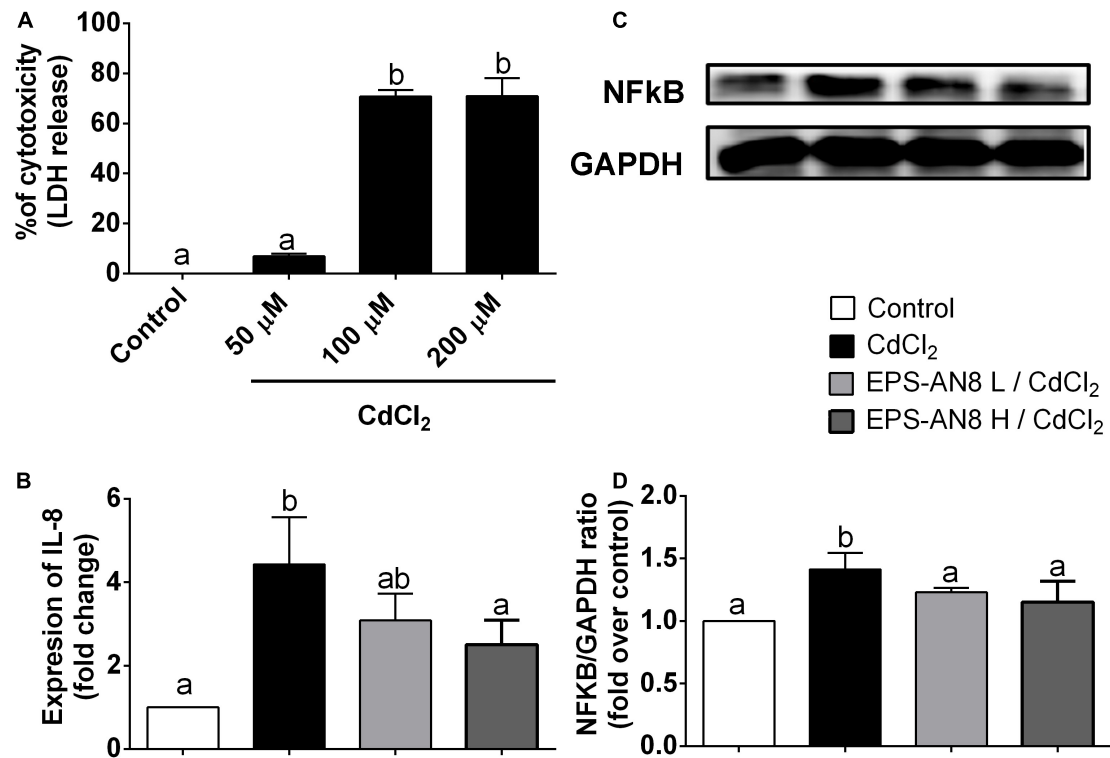 A
%of cytotoxicity
(LDH release)
100
80
60
40
20
0
a
a
b
b
Control
50 μM
100 μM
200 μM
CdCl₂
C
NFkB
GAPDH
Control
CdCl₂
EPS-AN8 L / CdCl₂
EPS-AN8 H / CdCl₂
B
Expresion of IL-8
(fold change)
6
4
2
0
a
b
ab
a
D
NFKB/GAPDH ratio
(fold over control)
2.0
1.5
1.0
0.5
0.0
a
b
a
a